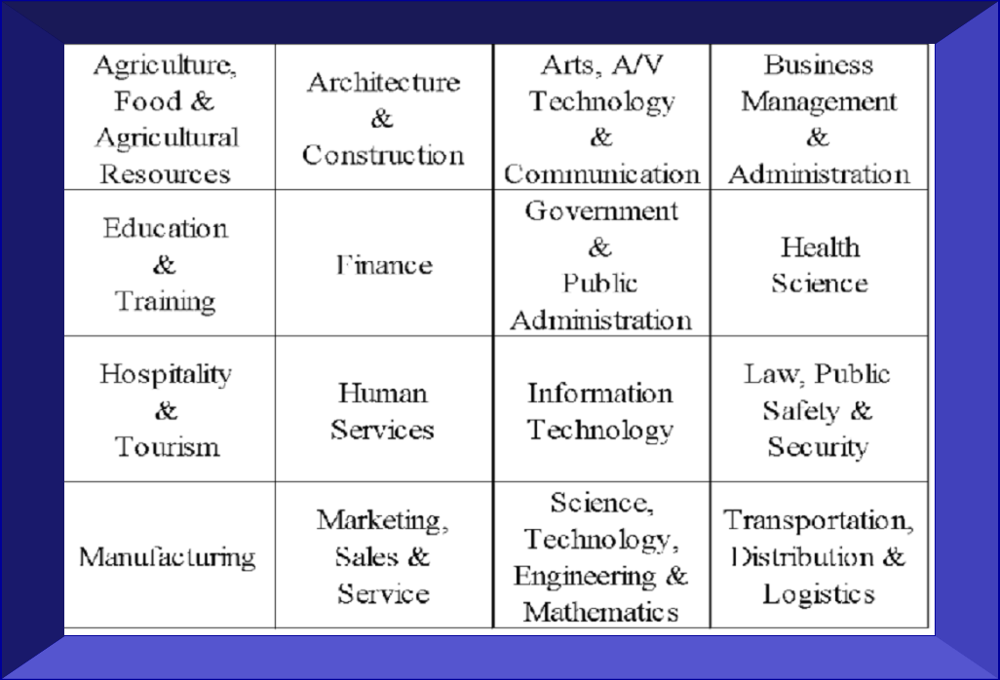 Agriculture,
Food &
Agricultural
Resources
Architecture
&
Construction
Arts, A/V
Technology
&
Communication
Business
Management
&
Administration
Education
&
Training
Finance
Government
&
Public
Administration
Health
Science
Hospitality
&
Tourism
Human
Services
Information
Technology
Law, Public
Safety &
Security
Manufacturing
Marketing,
Sales &
Service
Science,
Technology,
Engineering &
Mathematics
Transportation,
Distribution &
Logistics